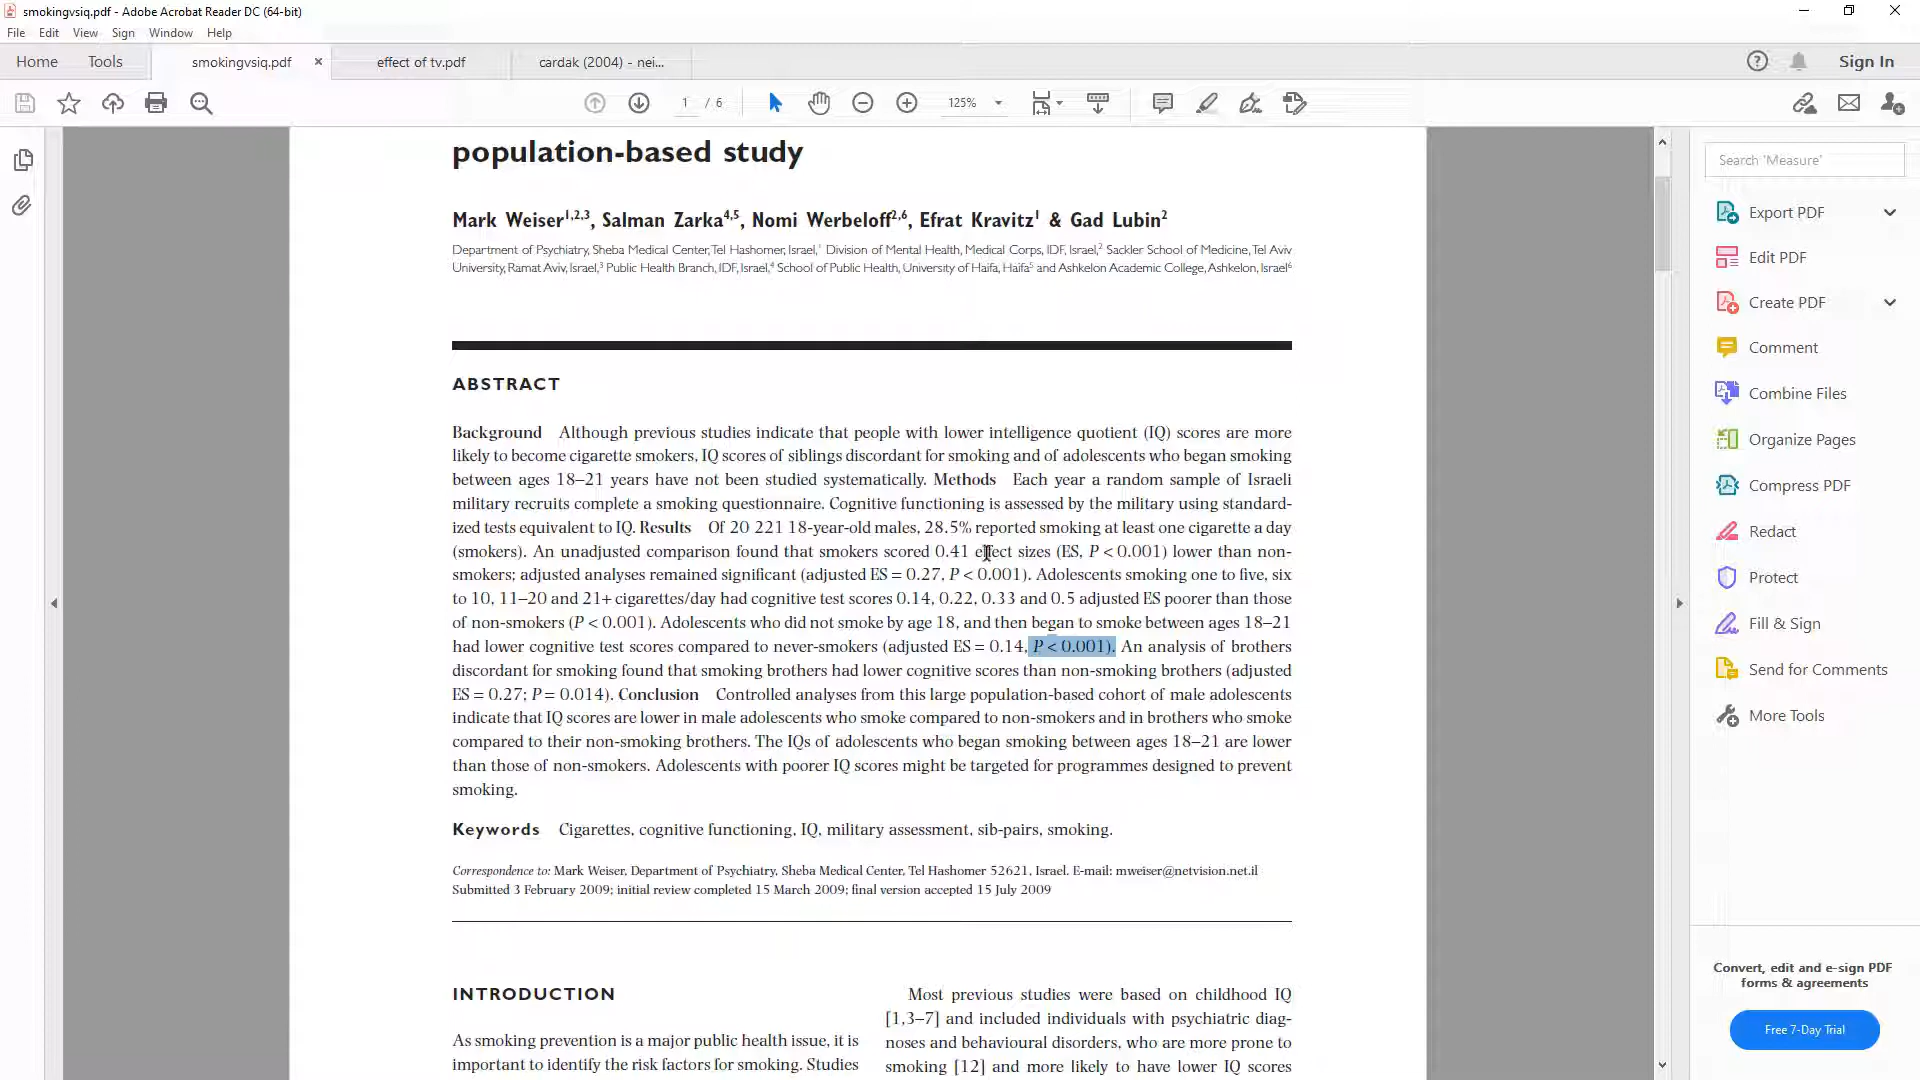 smokingvsiq.pdf - Adobe Acrobat Reader DC (64-bit)
File Edit View Sign Window Help
Home Tools smokingvsiq.pdf × effect of tv.pdf cardak (2004) - nei... ? Sign In
1 / 6 125%
population-based study
Mark Weiser1,2,3, Salman Zarka4,5, Nomi Werbeloff2,6, Efrat Kravitz1 & Gad Lubin2
Department of Psychiatry, Sheba Medical Center, Tel Hashomer, Israel,1 Division of Mental Health, Medical Corps, IDF, Israel,2 Sackler School of Medicine, Tel Aviv
University, Ramat Aviv, Israel,3 Public Health Branch, IDF, Israel,4 School of Public Health, University of Haifa, Haifa5 and Ashkelon Academic College, Ashkelon, Israel6
ABSTRACT
Background Although previous studies indicate that people with lower intelligence quotient (IQ) scores are more
likely to become cigarette smokers, IQ scores of siblings discordant for smoking and of adolescents who began smoking
between ages 18–21 years have not been studied systematically. Methods Each year a random sample of Israeli
military recruits complete a smoking questionnaire. Cognitive functioning is assessed by the military using standard-
ized tests equivalent to IQ. Results Of 20 221 18-year-old males, 28.5% reported smoking at least one cigarette a day
(smokers). An unadjusted comparison found that smokers scored 0.41 effect sizes (ES, P < 0.001) lower than non-
smokers; adjusted analyses remained significant (adjusted ES = 0.27, P < 0.001). Adolescents smoking one to five, six
to 10, 11–20 and 21+ cigarettes/day had cognitive test scores 0.14, 0.22, 0.33 and 0.5 adjusted ES poorer than those
of non-smokers (P < 0.001). Adolescents who did not smoke by age 18, and then began to smoke between ages 18–21
had lower cognitive test scores compared to never-smokers (adjusted ES = 0.14, P < 0.001). An analysis of brothers
discordant for smoking found that smoking brothers had lower cognitive scores than non-smoking brothers (adjusted
ES = 0.27; P = 0.014). Conclusion Controlled analyses from this large population-based cohort of male adolescents
indicate that IQ scores are lower in male adolescents who smoke compared to non-smokers and in brothers who smoke
compared to their non-smoking brothers. The IQs of adolescents who began smoking between ages 18–21 are lower
than those of non-smokers. Adolescents with poorer IQ scores might be targeted for programmes designed to prevent
smoking.
Keywords Cigarettes, cognitive functioning, IQ, military assessment, sib-pairs, smoking.
Correspondence to: Mark Weiser, Department of Psychiatry, Sheba Medical Center, Tel Hashomer 52621, Israel. E-mail: mweiser@netvision.net.il
Submitted 3 February 2009; initial review completed 15 March 2009; final version accepted 15 July 2009
INTRODUCTION
As smoking prevention is a major public health issue, it is
important to identify the risk factors for smoking. Studies
Most previous studies were based on childhood IQ
[1,3–7] and included individuals with psychiatric diag-
noses and behavioural disorders, who are more prone to
smoking [12] and more likely to have lower IQ scores
Search 'Measure'
Export PDF
Edit PDF
Create PDF
Comment
Combine Files
Organize Pages
Compress PDF
Redact
Protect
Fill & Sign
Send for Comments
More Tools
Convert, edit and e-sign PDF
forms & agreements
Free 7-Day Trial